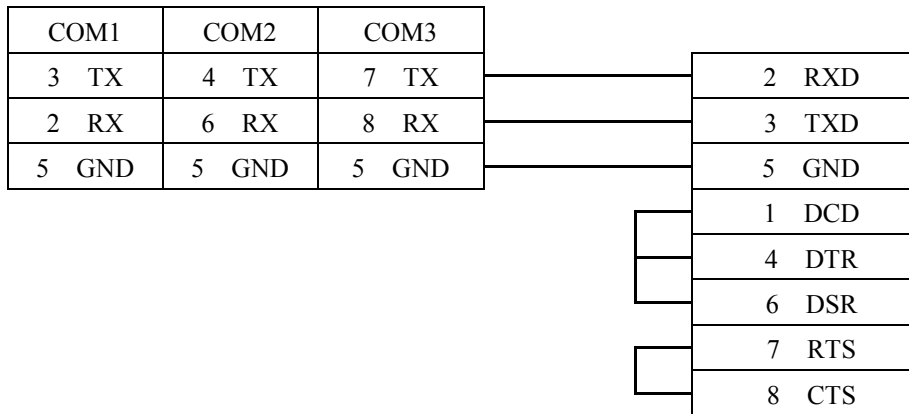 COM1 COM2 COM3
3 TX 4 TX 7 TX 2 RXD
2 RX 6 RX 8 RX 3 TXD
5 GND 5 GND 5 GND 5 GND
1 DCD
4 DTR
6 DSR
7 RTS
8 CTS